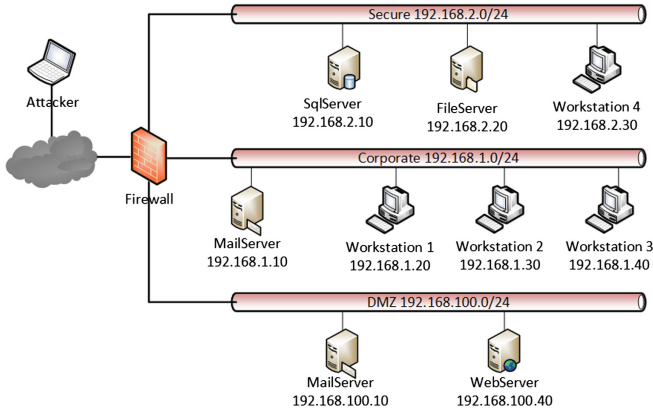 Secure 192.168.2.0/24
Attacker
SqlServer
192.168.2.10
FileServer
192.168.2.20
Workstation 4
192.168.2.30
Firewall
Corporate 192.168.1.0/24
MailServer
192.168.1.10
Workstation 1
192.168.1.20
Workstation 2
192.168.1.30
Workstation 3
192.168.1.40
DMZ 192.168.100.0/24
MailServer
192.168.100.10
WebServer
192.168.100.40